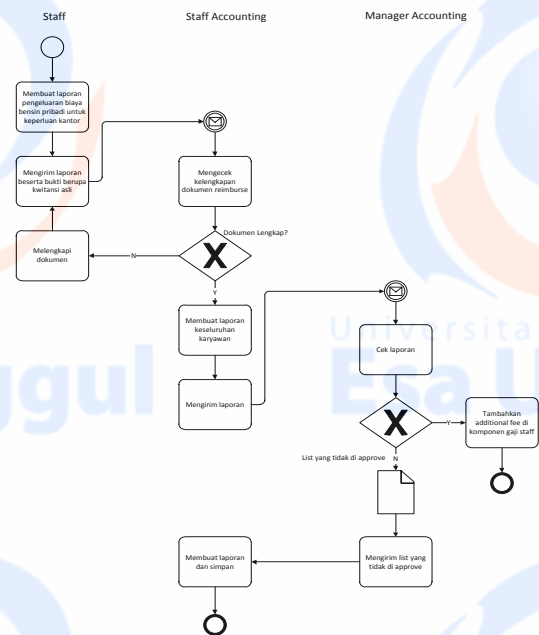 Staff
Staff Accounting
Manager Accounting
Membuat laporan
pengeluaran biaya
bensin pribadi untuk
keperluan kantor
Mengirim laporan
beserta bukti berupa
kwitansi asli
Mengecek
kelengkapan
dokumen reimburse
Melengkapi
dokumen
N
Dokumen Lengkap?
X
Y
Membuat laporan
keseluruhan
karyawan
Mengirim laporan
Universita
Esa U
ggul
Cek laporan
X
Y
Tambahkan
additional fee di
komponen gaji staff
List yang tidak di approve
N
Mengirim list yang
tidak di approve
Membuat laporan
dan simpan